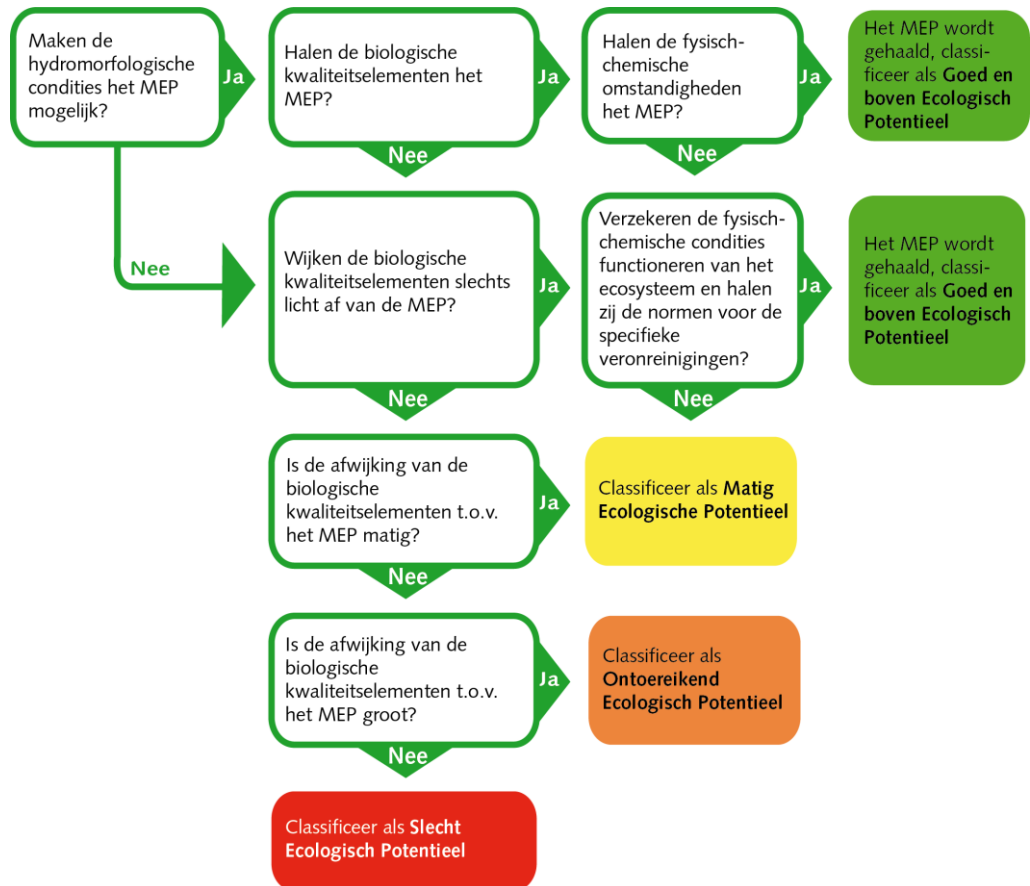 Maken de
hydromorfologische
condities het MEP
mogelijk?
Ja
Halen de biologische
kwaliteitselementen het
MEP?
Ja
Halen de fysisch-
chemische
omstandigheden
het MEP?
Ja
Het MEP wordt
gehaald, classi-
ficeer als Goed en
boven Ecologisch
Potentieel
Nee
Nee
Nee
Wijken de biologische
kwaliteitselementen slechts
licht af van de MEP?
Ja
Verzekeren de fysisch-
chemische condities
functioneren van het
ecosysteem en halen
zij de normen voor de
specifieke
veronreinigingen?
Ja
Het MEP wordt
gehaald, classi-
ficeer als Goed en
boven Ecologisch
Potentieel
Nee
Nee
Is de afwijking van de
biologische
kwaliteitselementen t.o.v.
het MEP matig?
Ja
Classificeer als Matig
Ecologische Potentieel
Nee
Is de afwijking van de
biologische
kwaliteitselementen t.o.v.
het MEP groot?
Ja
Classificeer als
Ontoereikend
Ecologisch Potentieel
Nee
Classificeer als Slecht
Ecologisch Potentieel